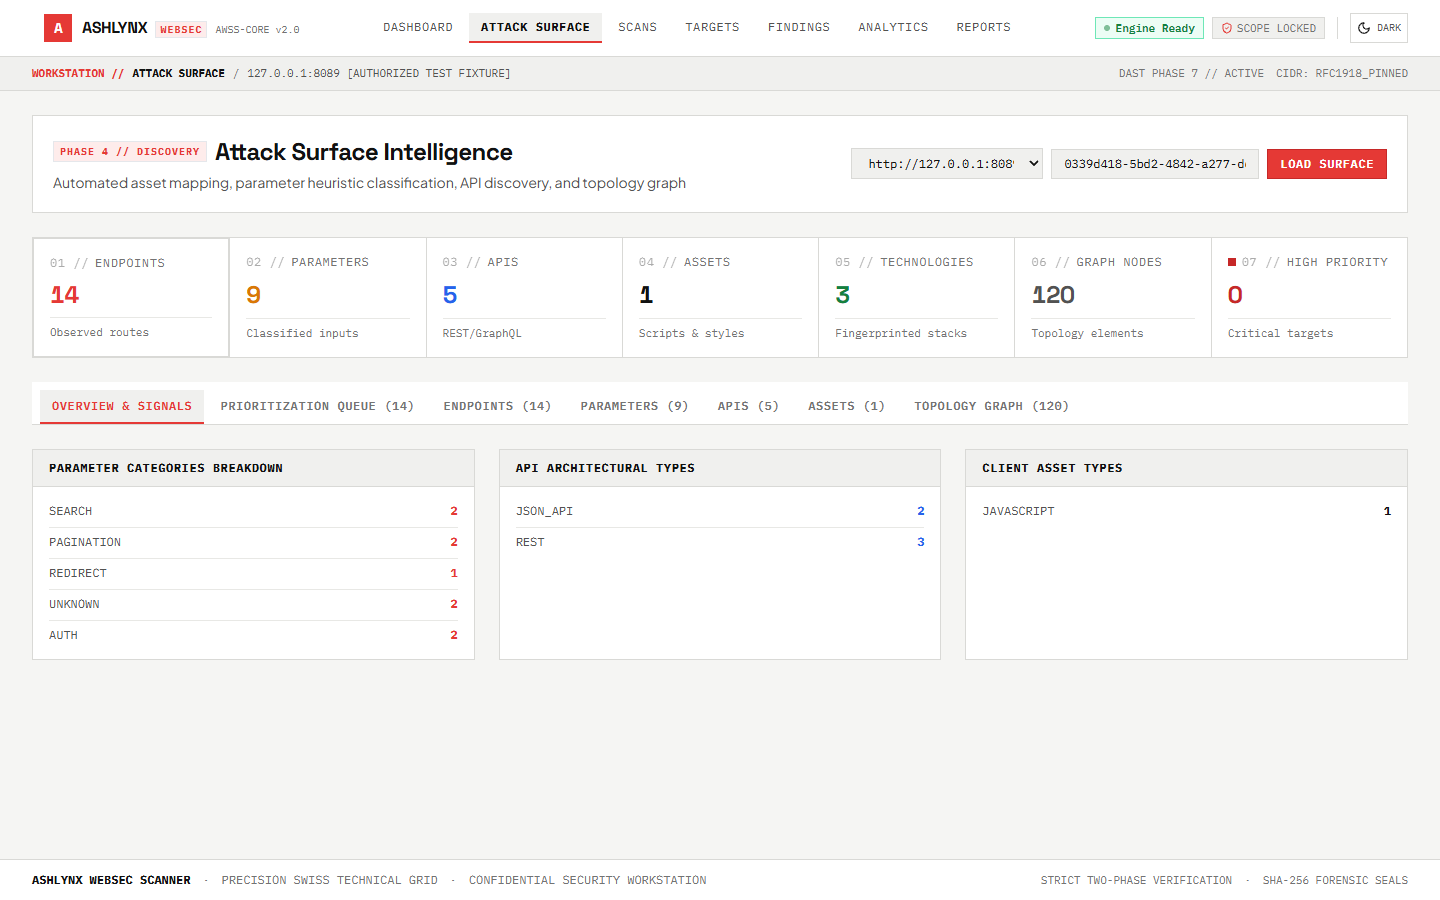 A ASHLYNX WEBSEC AWSS-CORE v2.0 DASHBOARD ATTACK SURFACE SCANS TARGETS FINDINGS ANALYTICS REPORTS Engine Ready SCOPE LOCKED DARK
WORKSTATION // ATTACK SURFACE / 127.0.0.1:8089 [AUTHORIZED TEST FIXTURE] DAST PHASE 7 // ACTIVE CIDR: RFC1918_PINNED
PHASE 4 // DISCOVERY Attack Surface Intelligence
Automated asset mapping, parameter heuristic classification, API discovery, and topology graph
http://127.0.0.1:808 0339d418-5bd2-4842-a277- LOAD SURFACE
01 // ENDPOINTS
14
Observed routes
02 // PARAMETERS
9
Classified inputs
03 // APIS
5
REST/GraphQL
04 // ASSETS
1
Scripts & styles
05 // TECHNOLOGIES
3
Fingerprinted stacks
06 // GRAPH NODES
120
Topology elements
07 // HIGH PRIORITY
0
Critical targets
OVERVIEW & SIGNALS PRIORITIZATION QUEUE (14) ENDPOINTS (14) PARAMETERS (9) APIS (5) ASSETS (1) TOPOLOGY GRAPH (120)
PARAMETER CATEGORIES BREAKDOWN
SEARCH 2
PAGINATION 2
REDIRECT 1
UNKNOWN 2
AUTH 2
API ARCHITECTURAL TYPES
JSON_API 2
REST 3
CLIENT ASSET TYPES
JAVASCRIPT 1
ASHLYNX WEBSEC SCANNER · PRECISION SWISS TECHNICAL GRID · CONFIDENTIAL SECURITY WORKSTATION STRICT TWO-PHASE VERIFICATION · SHA-256 FORENSIC SEALS